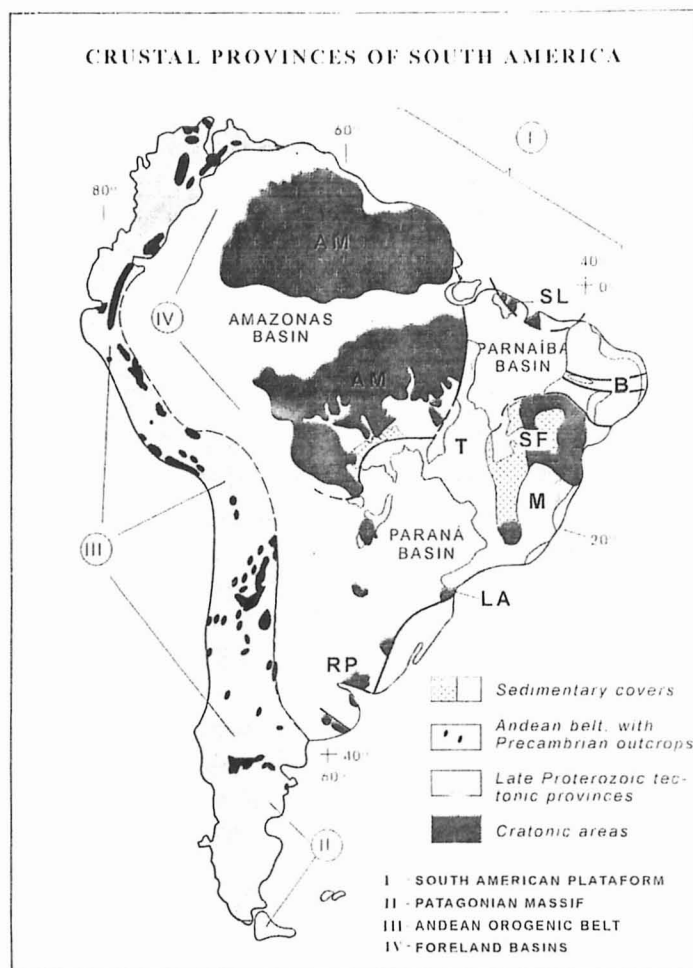 CRUSTAL PROVINCES OF SOUTH AMERICA
60°
I
80°
AM
40
0°
SL
IV
AMAZONAS
BASIN
PARNAÍBA
BASIN
AM
B
SF
T
M
PARANÁ
BASIN
20°
III
LA
RP
Sedimentary covers
Andean belt. with
Precambrian outcrops
40°
60°
Late Proterozoic tec-
tonic provinces
Cratonic areas
II
I - SOUTH AMERICAN PLATAFORM
II - PATAGONIAN MASSIF
III - ANDEAN OROGENIC BELT
IV - FORELAND BASINS